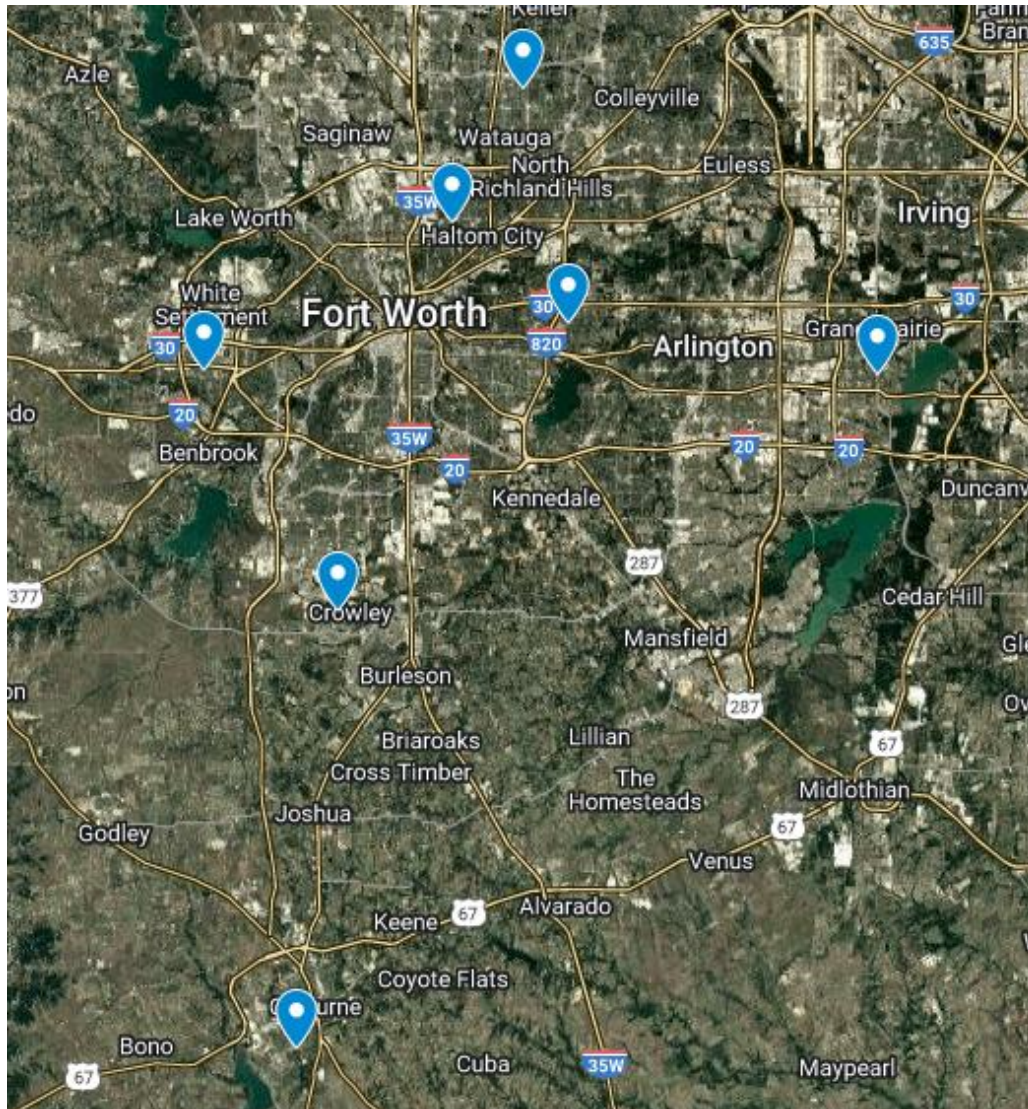 Keller
635
Azle
Colleyville
Saginaw
Watauga
North
Richland Hills
Euless
35W
Lake Worth
Irving
Haltom City
White
30
30
Fort Worth
820
Arlington
30
20
35W
20
20
20
Benbrook
Kennedale
287
377
Crowley
Cedar Hill
Mansfield
Burleson
287
Briaroaks
Lillian
67
Cross Timber
The
Homesteads
Midlothian
Joshua
67
Godley
Venus
Alvarado
Keene
67
Coyote Flats
Bono
Cuba
35W
Maypearl
67